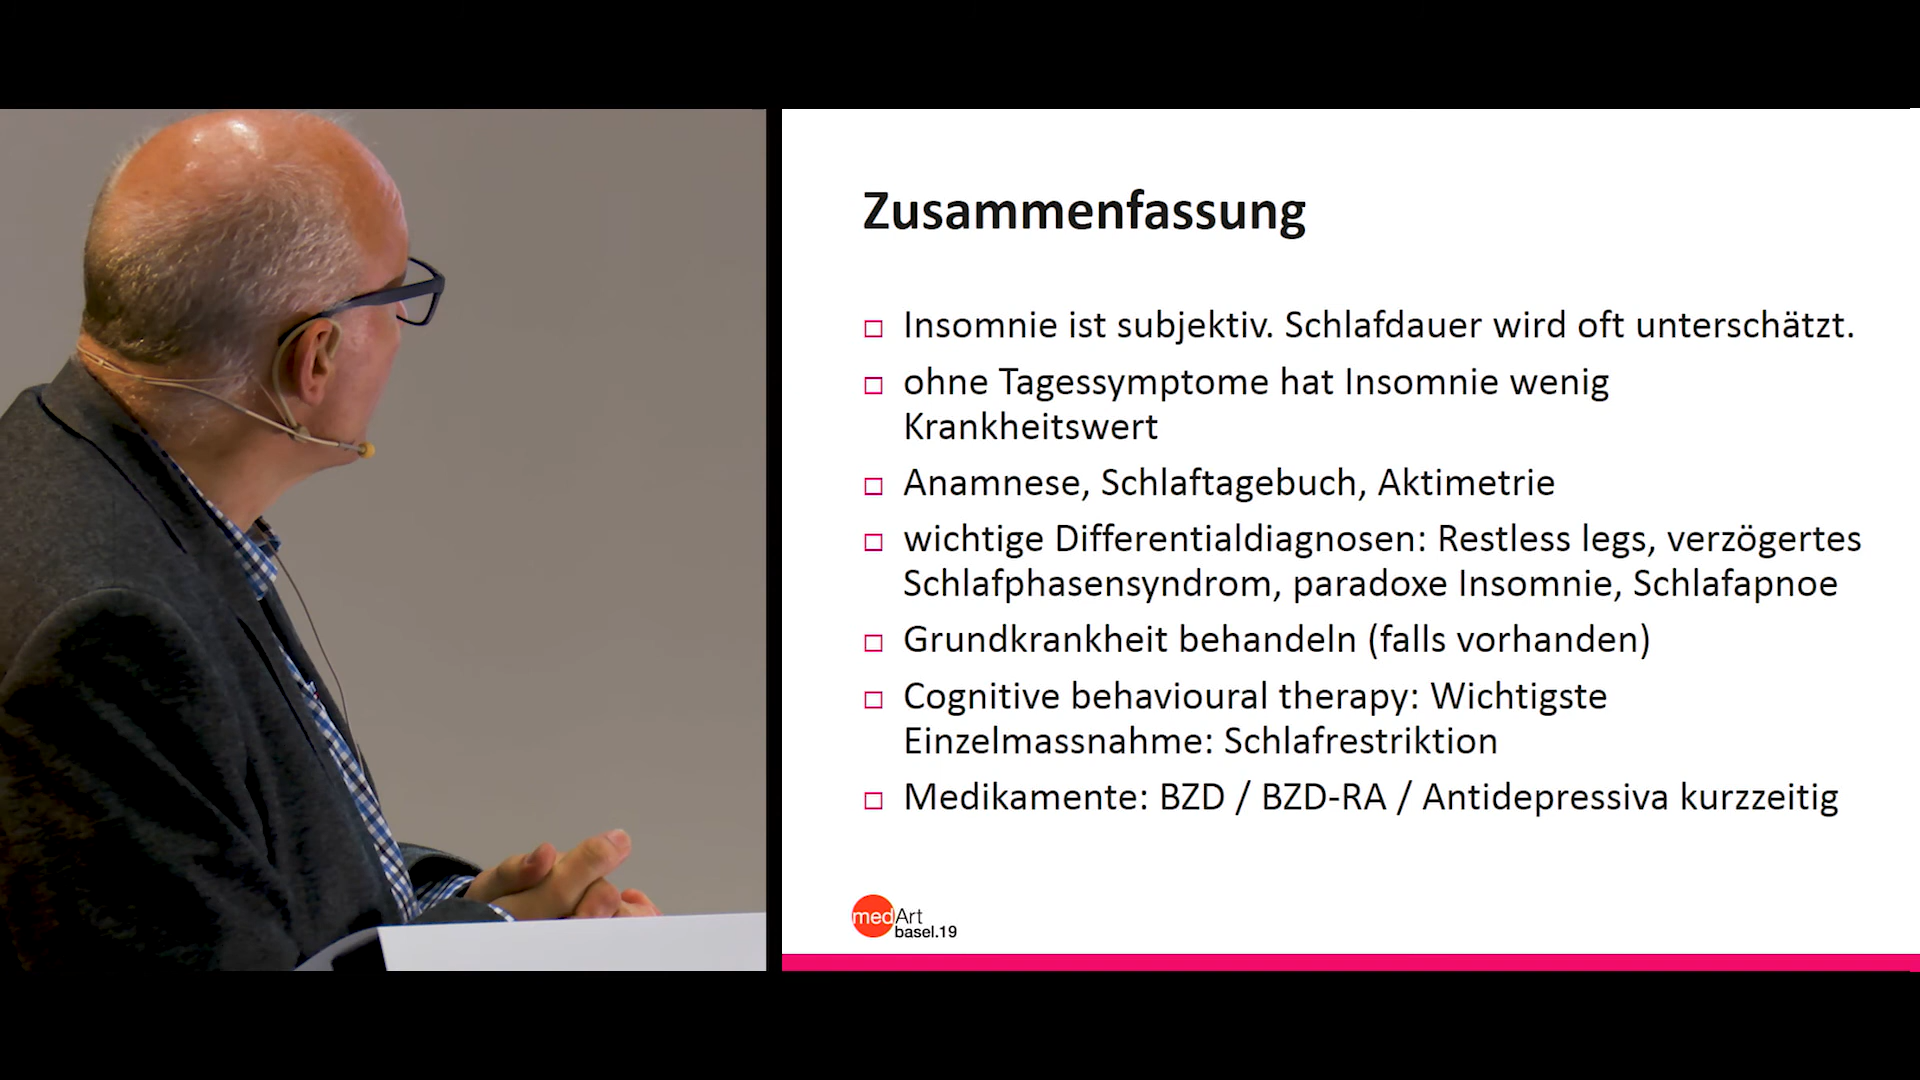 Zusammenfassung
Insomnie ist subjektiv. Schlafdauer wird oft unterschätzt.
ohne Tagessymptome hat Insomnie wenig
Krankheitswert
Anamnese, Schlaftagebuch, Aktimetrie
wichtige Differentialdiagnosen: Restless legs, verzögertes
Schlafphasensyndrom, paradoxe Insomnie, Schlafapnoe
Grundkrankheit behandeln (falls vorhanden)
Cognitive behavioural therapy: Wichtigste
Einzelmassnahme: Schlafrestriktion
Medikamente: BZD / BZD-RA / Antidepressiva kurzzeitig
medArt
basel.19